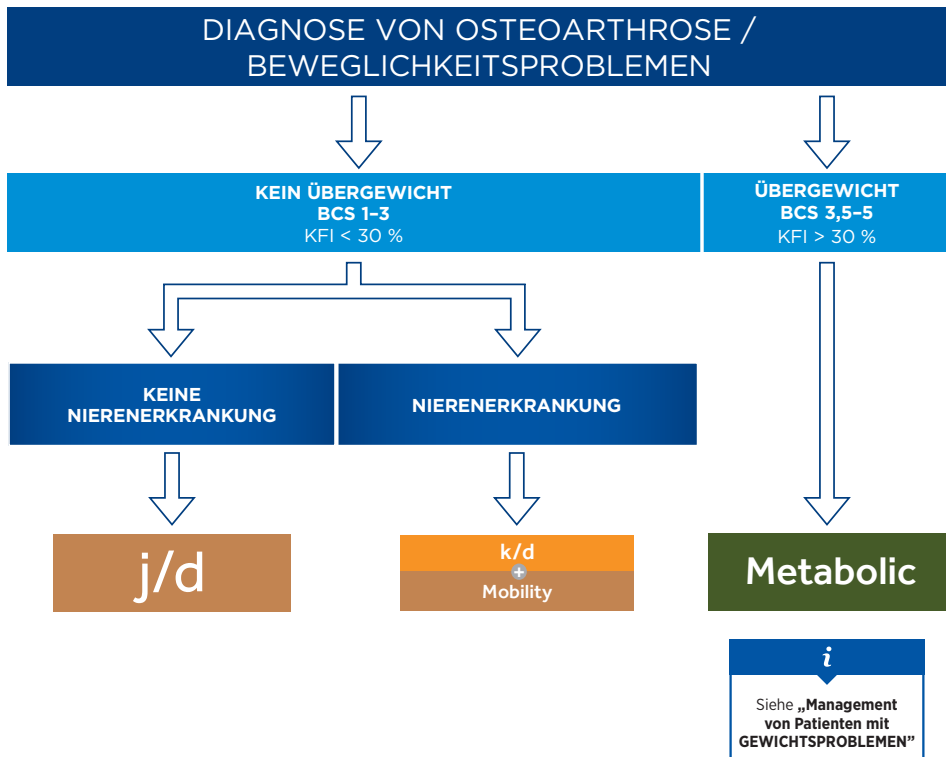 DIAGNOSE VON OSTEOARTHROSE /
BEWEGLICHKEITSPROBLEMEN
KEIN ÜBERGEWICHT
BCS 1–3
KFI < 30 %
ÜBERGEWICHT
BCS 3,5–5
KFI > 30 %
KEINE
NIERENERKRANKUNG
NIERENERKRANKUNG
j/d
k/d
+
Mobility
Metabolic
i
Siehe „Management
von Patienten mit
GEWICHTSPROBLEMEN”